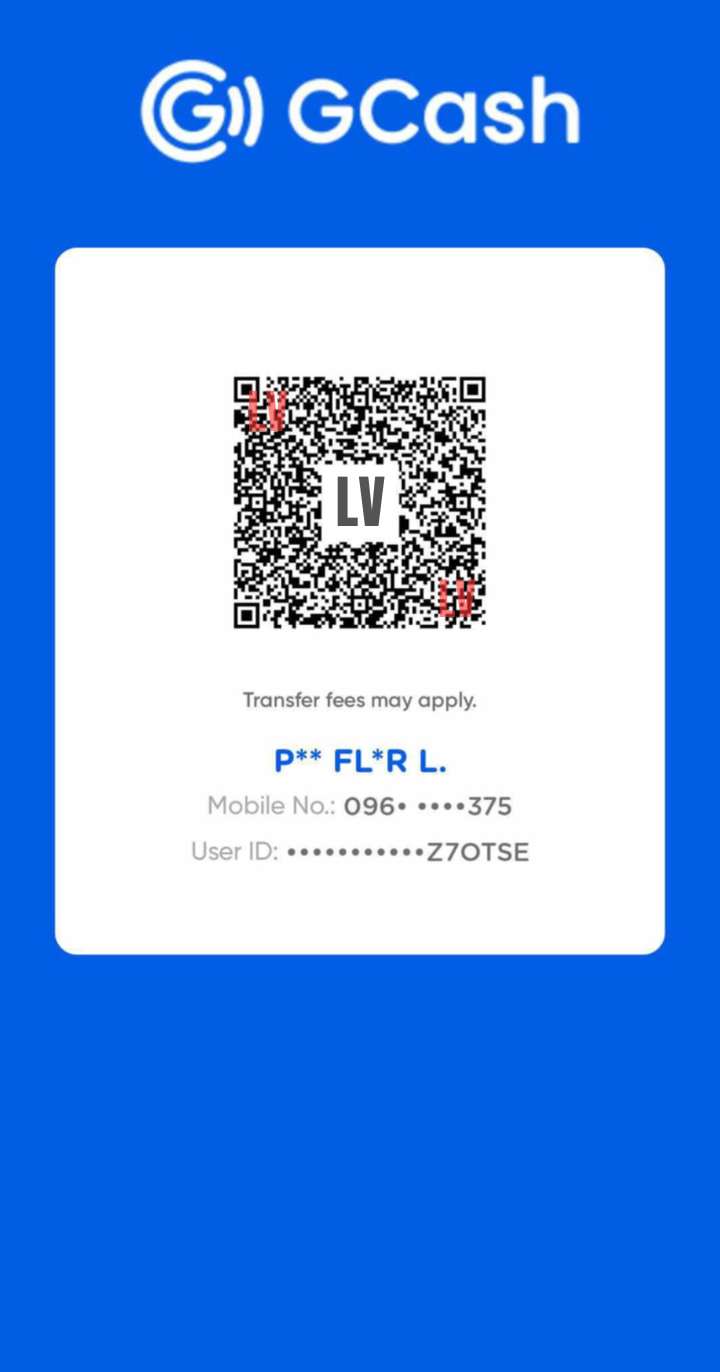 GCash
LV
LV
LV
Transfer fees may apply.
P** FL*R L.
Mobile No.: 096• ••••375
User ID: •••••••••••Z7OTSE